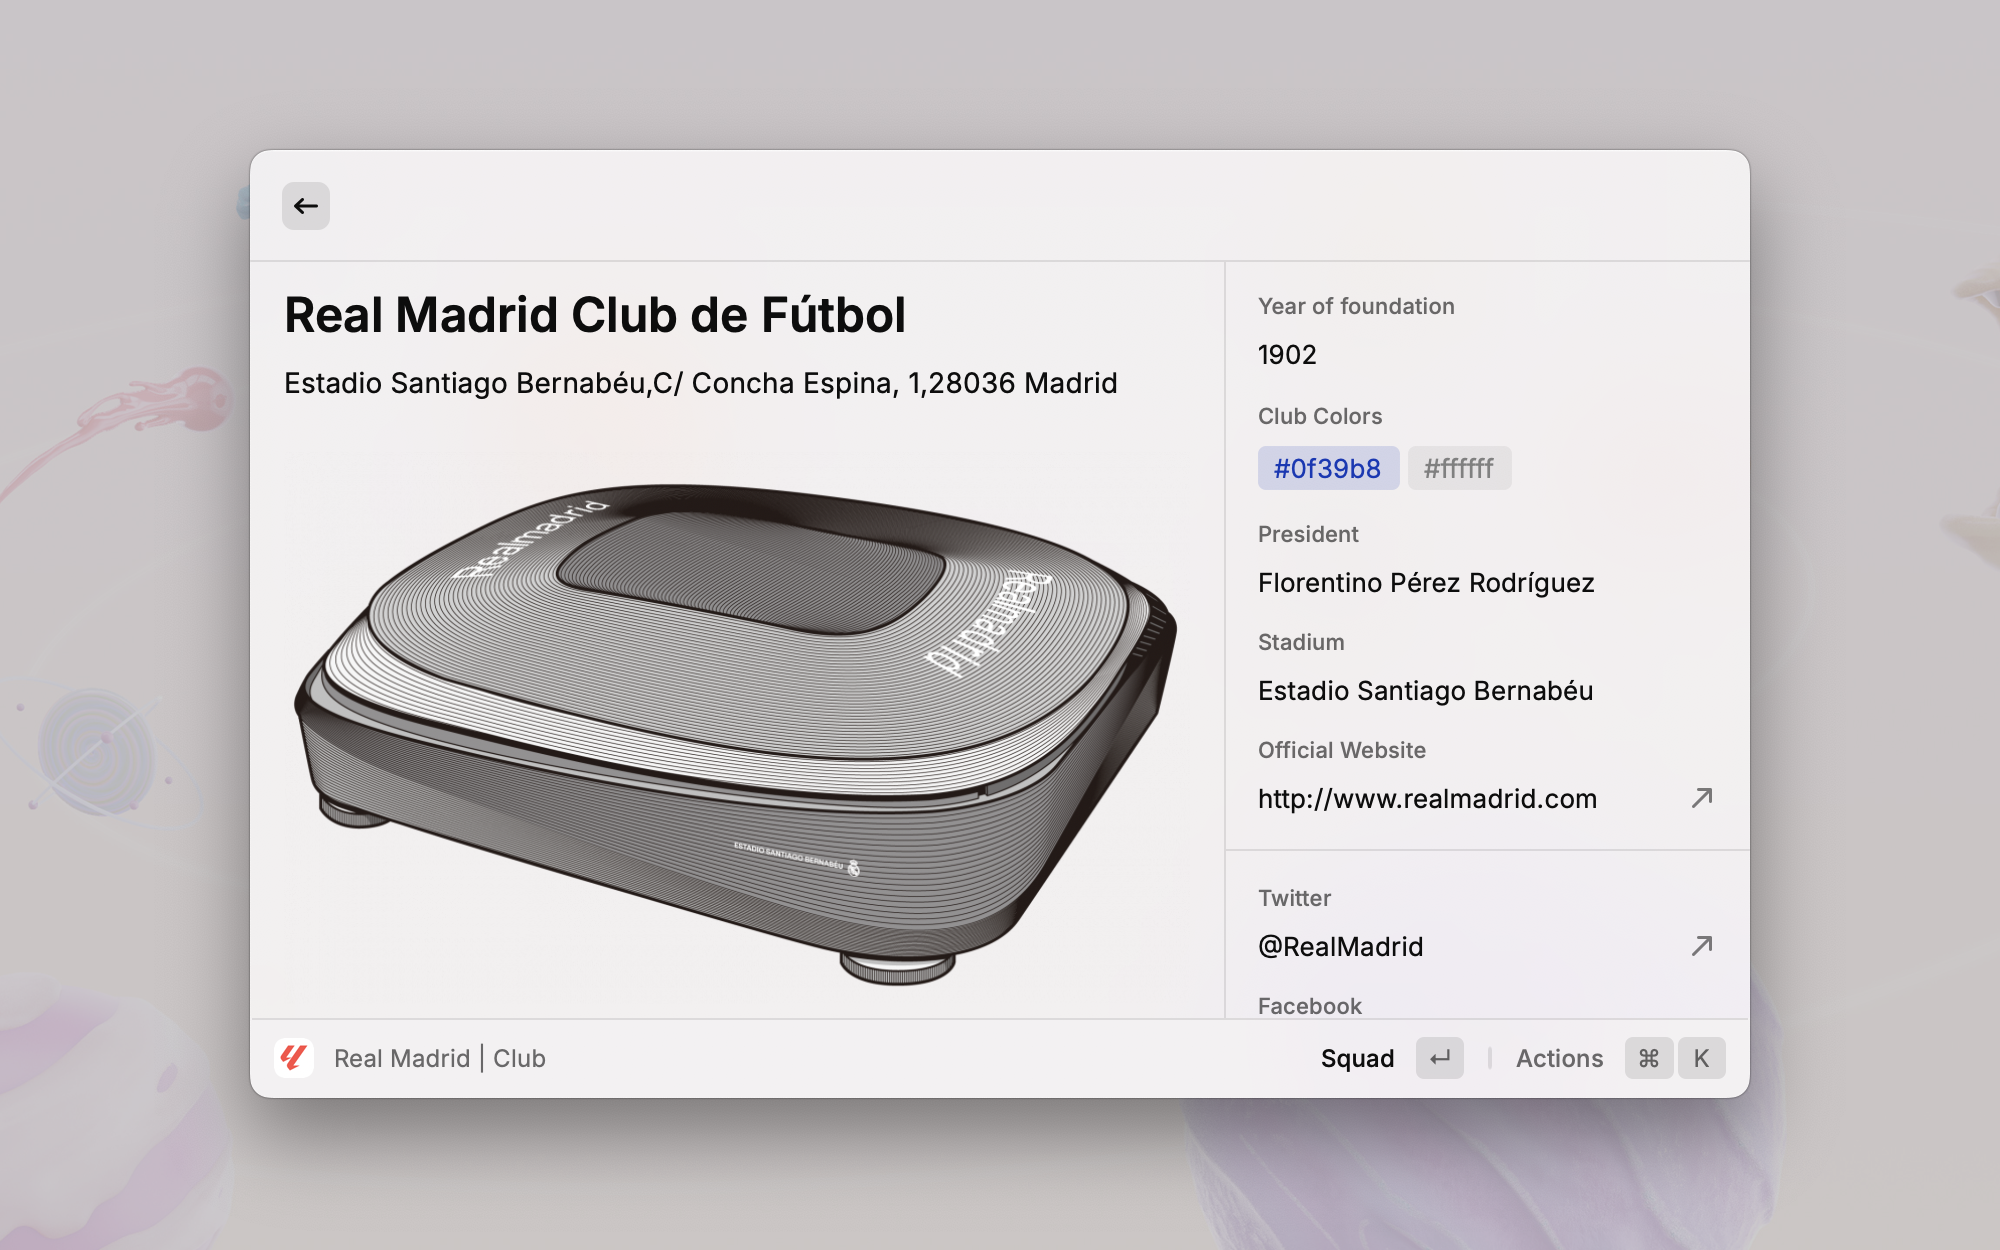 Real Madrid Club de Fútbol
Estadio Santiago Bernabéu,C/ Concha Espina, 1,28036 Madrid
Realmadrid
Realmadrid
ESTADIO SANTIAGO BERNABÉU
Year of foundation
1902
Club Colors
#0f39b8 #ffffff
President
Florentino Pérez Rodríguez
Stadium
Estadio Santiago Bernabéu
Official Website
http://www.realmadrid.com
Twitter
@RealMadrid
Facebook
Real Madrid | Club
Squad
Actions ⌘ K